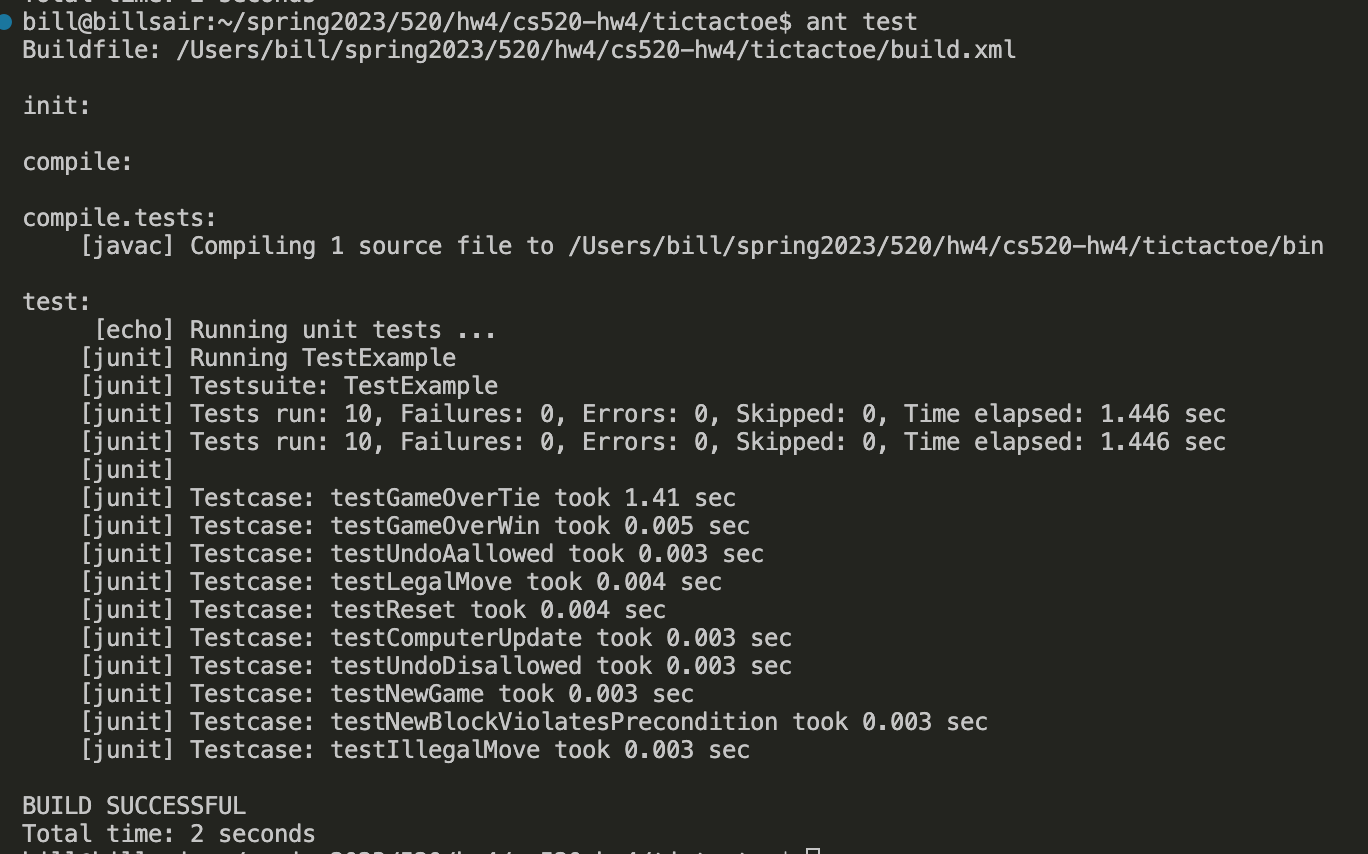 bill@billsair:~/spring2023/520/hw4/cs520-hw4/tictactoe$ ant test
Buildfile: /Users/bill/spring2023/520/hw4/cs520-hw4/tictactoe/build.xml
init:
compile:
compile.tests:
[javac] Compiling 1 source file to /Users/bill/spring2023/520/hw4/cs520-hw4/tictactoe/bin
test:
[echo] Running unit tests ...
[junit] Running TestExample
[junit] Testsuite: TestExample
[junit] Tests run: 10, Failures: 0, Errors: 0, Skipped: 0, Time elapsed: 1.446 sec
[junit] Tests run: 10, Failures: 0, Errors: 0, Skipped: 0, Time elapsed: 1.446 sec
[junit]
[junit] Testcase: testGameOverTie took 1.41 sec
[junit] Testcase: testGameOverWin took 0.005 sec
[junit] Testcase: testUndoAallowed took 0.003 sec
[junit] Testcase: testLegalMove took 0.004 sec
[junit] Testcase: testReset took 0.004 sec
[junit] Testcase: testComputerUpdate took 0.003 sec
[junit] Testcase: testUndoDisallowed took 0.003 sec
[junit] Testcase: testNewGame took 0.003 sec
[junit] Testcase: testNewBlockViolatesPrecondition took 0.003 sec
[junit] Testcase: testIllegalMove took 0.003 sec
BUILD SUCCESSFUL
Total time: 2 seconds